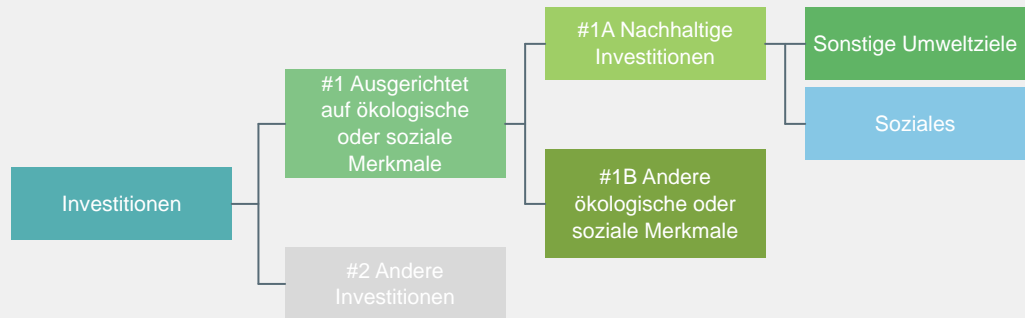 Investitionen
#1 Ausgerichtet
auf ökologische
oder soziale
Merkmale
#2 Andere
Investitionen
#1A Nachhaltige
Investitionen
#1B Andere
ökologische oder
soziale Merkmale
Sonstige Umweltziele
Soziales